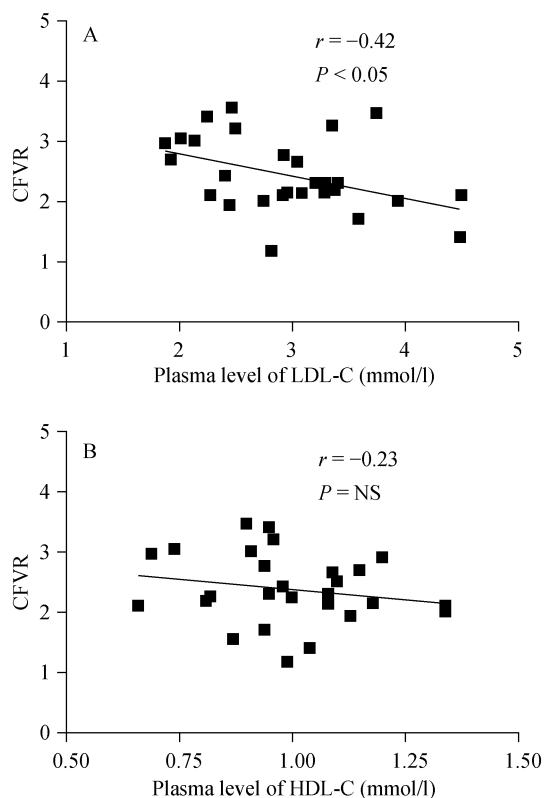 A
r = −0.42
P < 0.05
5
4
3
2
1
0
CFVR
1 2 3 4 5
Plasma level of LDL-C (mmol/l)
B
r = −0.23
P = NS
5
4
3
2
1
0
CFVR
0.50 0.75 1.00 1.25 1.50
Plasma level of HDL-C (mmol/l)